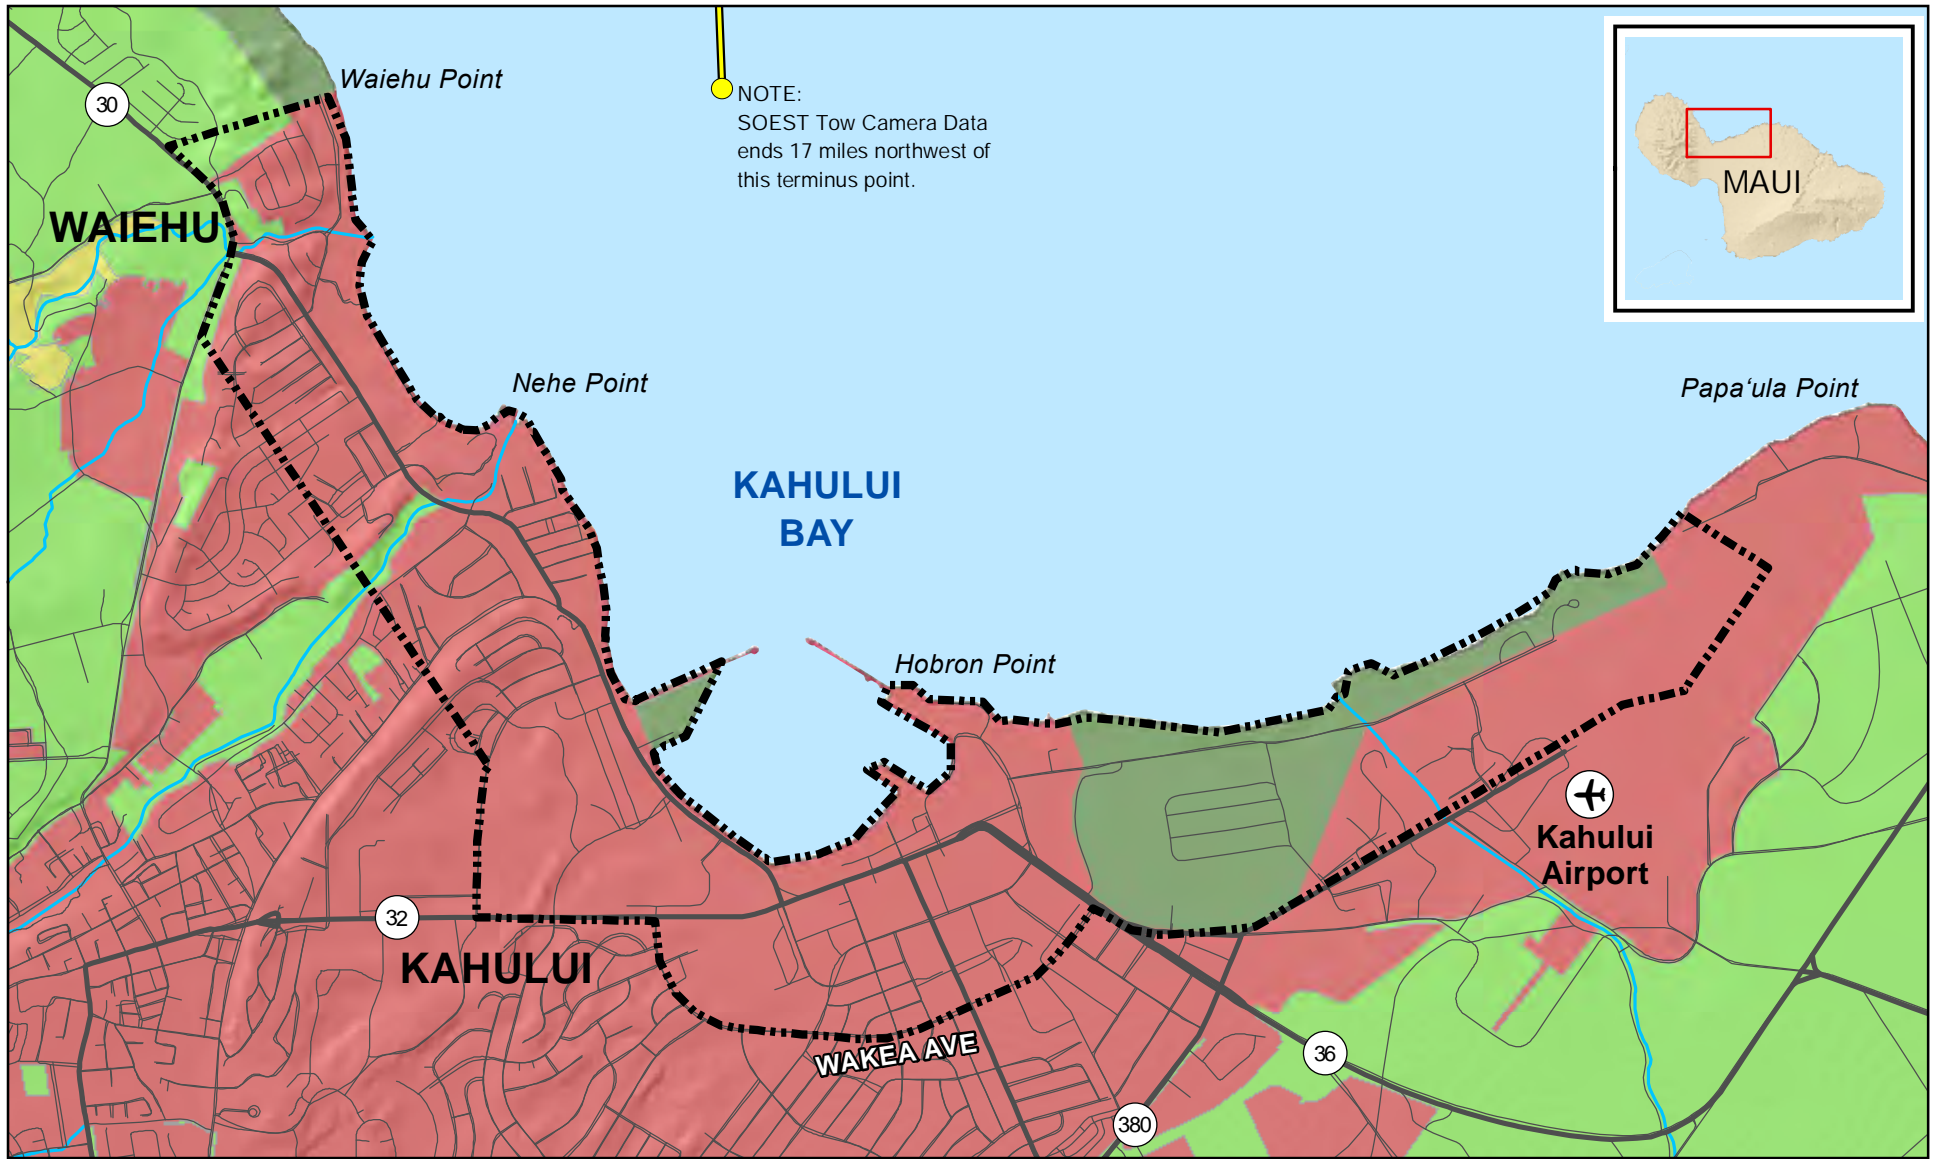 Waiehu Point
30
NOTE:
SOEST Tow Camera Data
ends 17 miles northwest of
this terminus point.
MAUI
WAIEHU
Nehe Point
Papa‘ula Point
KAHULUI
BAY
Hobron Point
Kahului
Airport
32
KAHULUI
WAKEA AVE
36
380